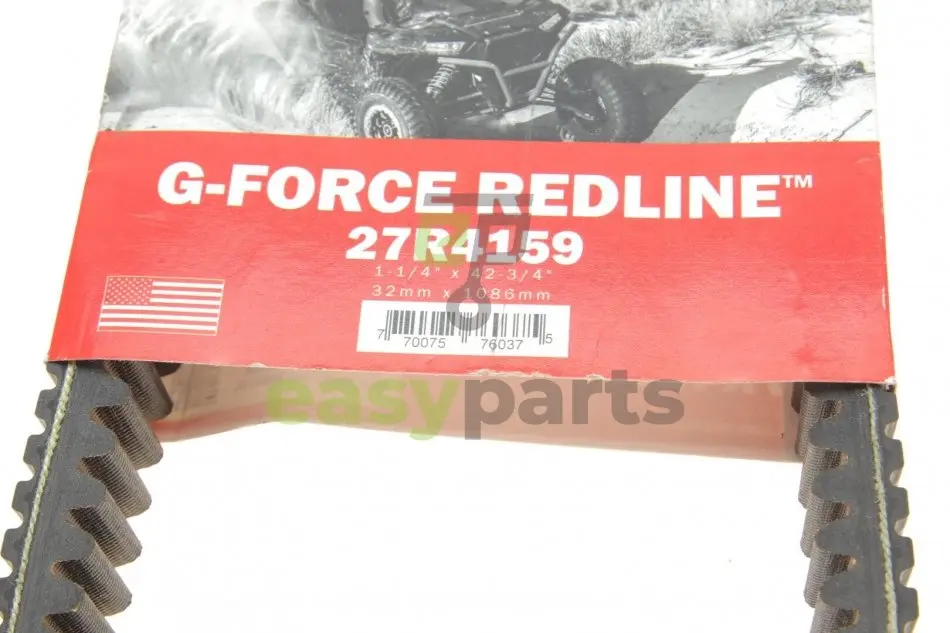 G-FORCE REDLINE™
27R4159
1-1/4" x 42-3/4"
32mm x 1086mm
7 70075 76037 5
easyparts